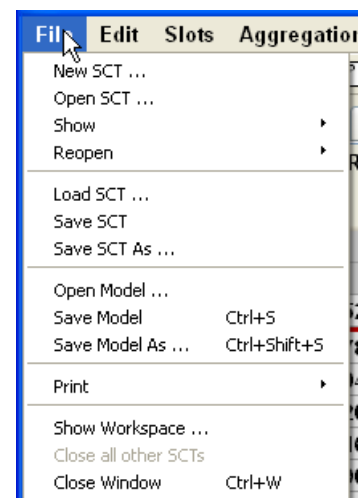 File Edit Slots Aggregation
New SCT ...
Open SCT ...
Show
Reopen
Load SCT ...
Save SCT
Save SCT As ...
Open Model ...
Save Model Ctrl+S
Save Model As ... Ctrl+Shift+S
Print
Show Workspace ...
Close all other SCTs
Close Window Ctrl+W